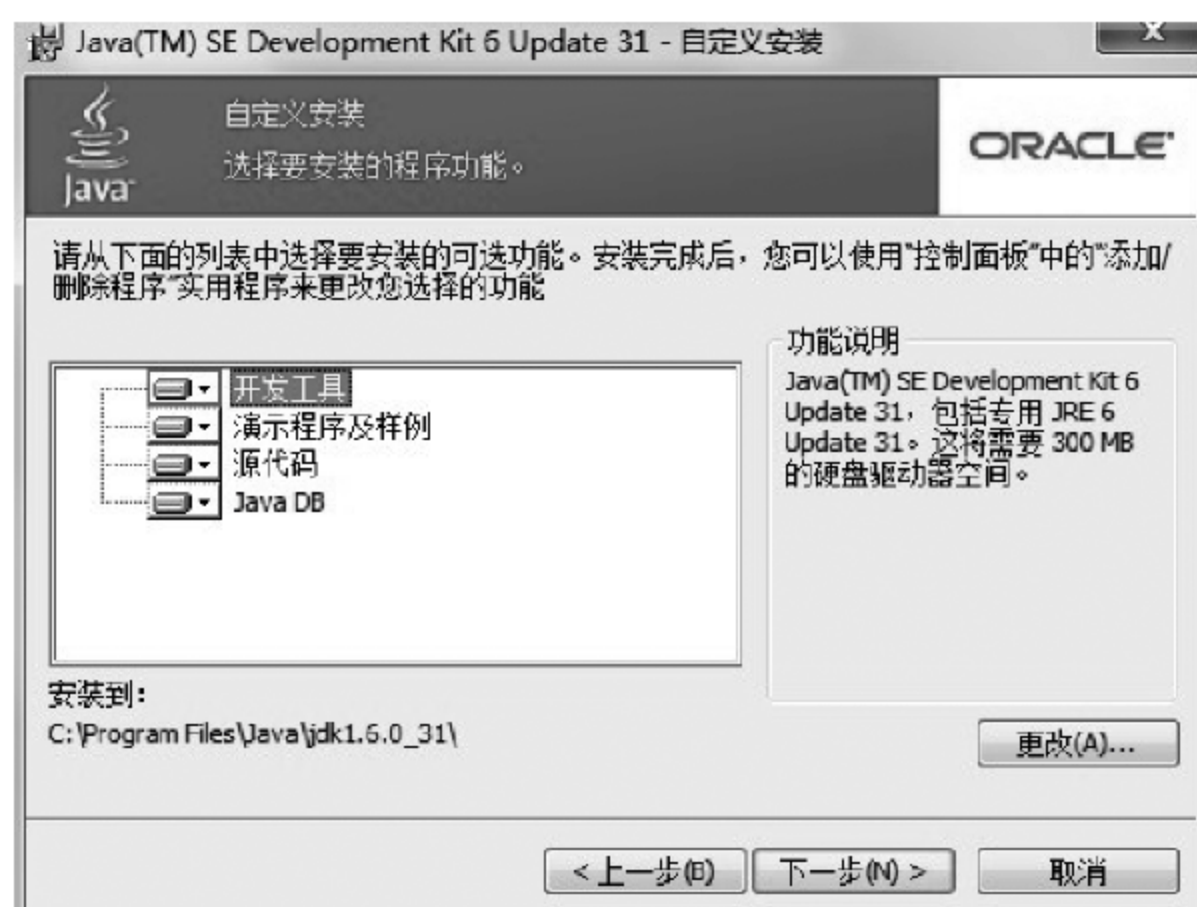 Java(TM) SE Development Kit 6 Update 31 - 自定义安装
X
自定义安装
选择要安装的程序功能。
Java
ORACLE
请从下面的列表中选择要安装的可选功能。安装完成后，您可以使用“控制面板”中的“添加/
删除程序”实用程序来更改您选择的功能
开发工具
演示程序及样例
源代码
Java DB
功能说明
Java(TM) SE Development Kit 6
Update 31，包括专用 JRE 6
Update 31。这将需要 300 MB
的硬盘驱动器空间。
安装到：
C:\Program Files\Java\jdk1.6.0_31\
更改(A)...
<上一步(B)
下一步(N) >
取消